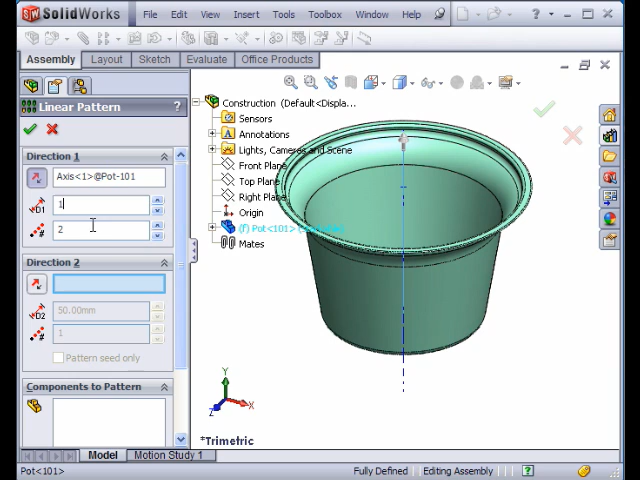 SolidWorks
File View Insert Tools Toolbox Window Help
Assembly Layout Sketch Evaluate Office Products
Linear Pattern ?
Direction 1
Axis<1>@Pot-101
D1 1
2
Direction 2
D2 50.00mm
1
Pattern seed only
Components to Pattern
Construction (Default<Displa...
Sensors
Annotations
Lights, Cameras and Scene
Front Plane
Top Plane
Right Plane
Origin
(f) Pot<101>
Mates
Y
X
Z
*Trimetric
Model Motion Study 1
Pot<101> Fully Defined Editing Assembly ?